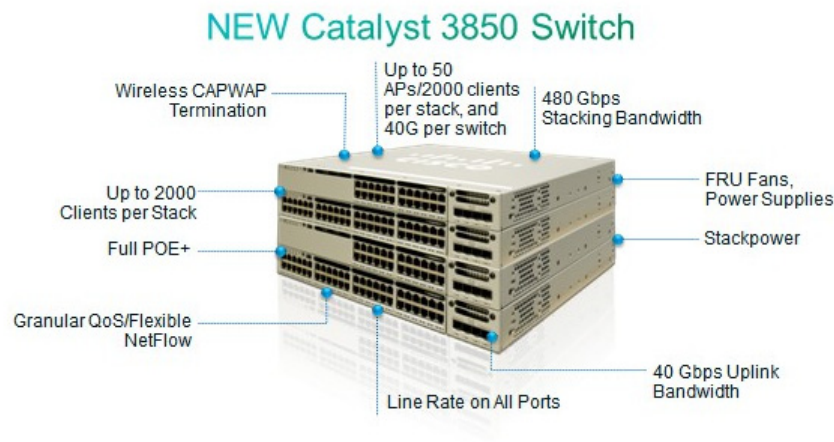 NEW Catalyst 3850 Switch
Wireless CAPWAP
Termination
Up to 50
APs/2000 clients
per stack, and
40G per switch
480 Gbps
Stacking Bandwidth
Up to 2000
Clients per Stack
FRU Fans,
Power Supplies
Full POE+
Stackpower
Granular QoS/Flexible
NetFlow
Line Rate on All Ports
40 Gbps Uplink
Bandwidth
cisco